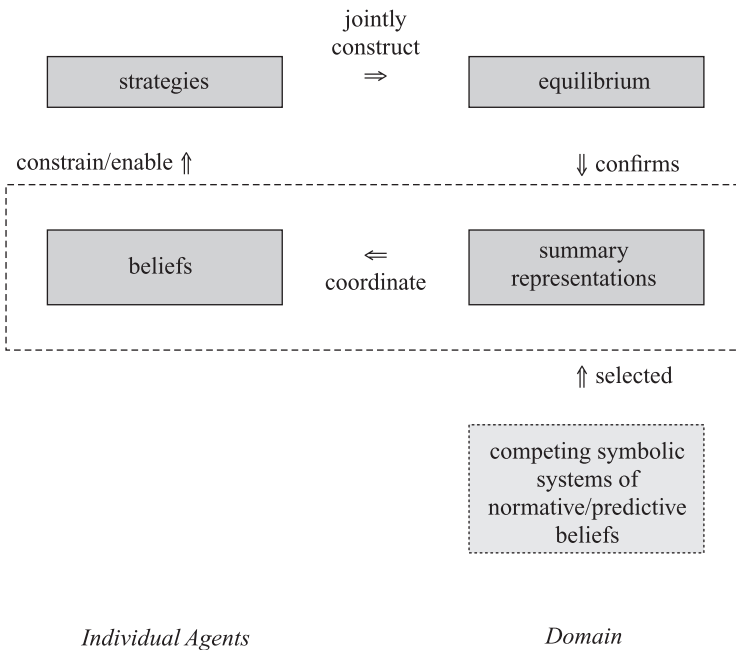 jointly
construct
strategies
⇒
equilibrium
constrain/enable ⇑
⇓ confirms
beliefs
⇐
coordinate
summary
representations
⇑ selected
competing symbolic
systems of
normative/predictive
beliefs
Individual Agents
Domain